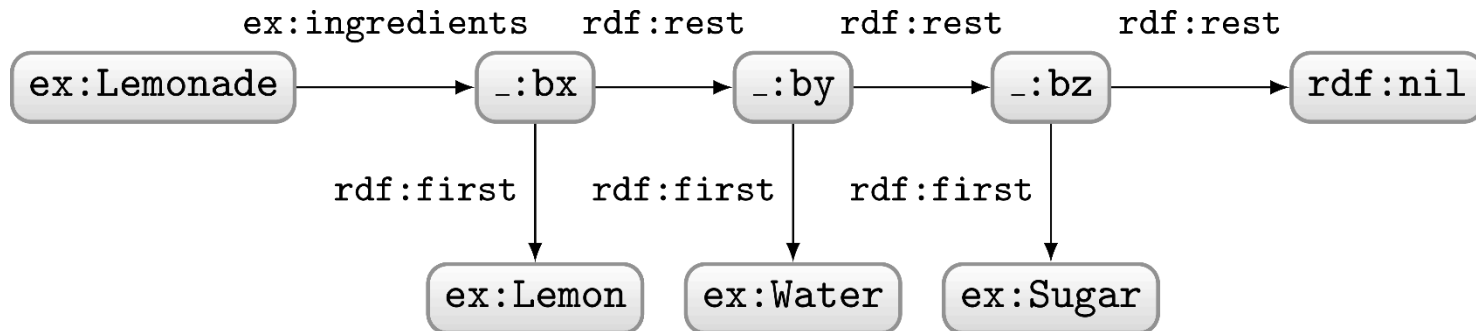 ex:ingredients rdf:rest rdf:rest rdf:rest
ex:Lemonade _:bx _:by _:bz rdf:nil
rdf:first rdf:first rdf:first
ex:Lemon ex:Water ex:Sugar